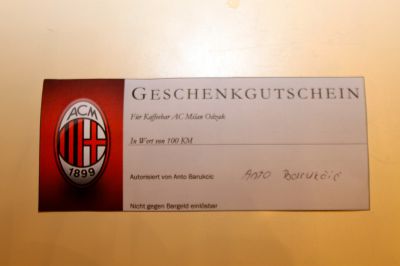 GESCHENKGUTSCHEIN
Für Kaffeebar AC Milan Odzak
In Wert von 100 KM
Autorisiert von Anto Barukcic
Anto Barukčić
Nicht gegen Bargeld einlösbar
ACM
1899